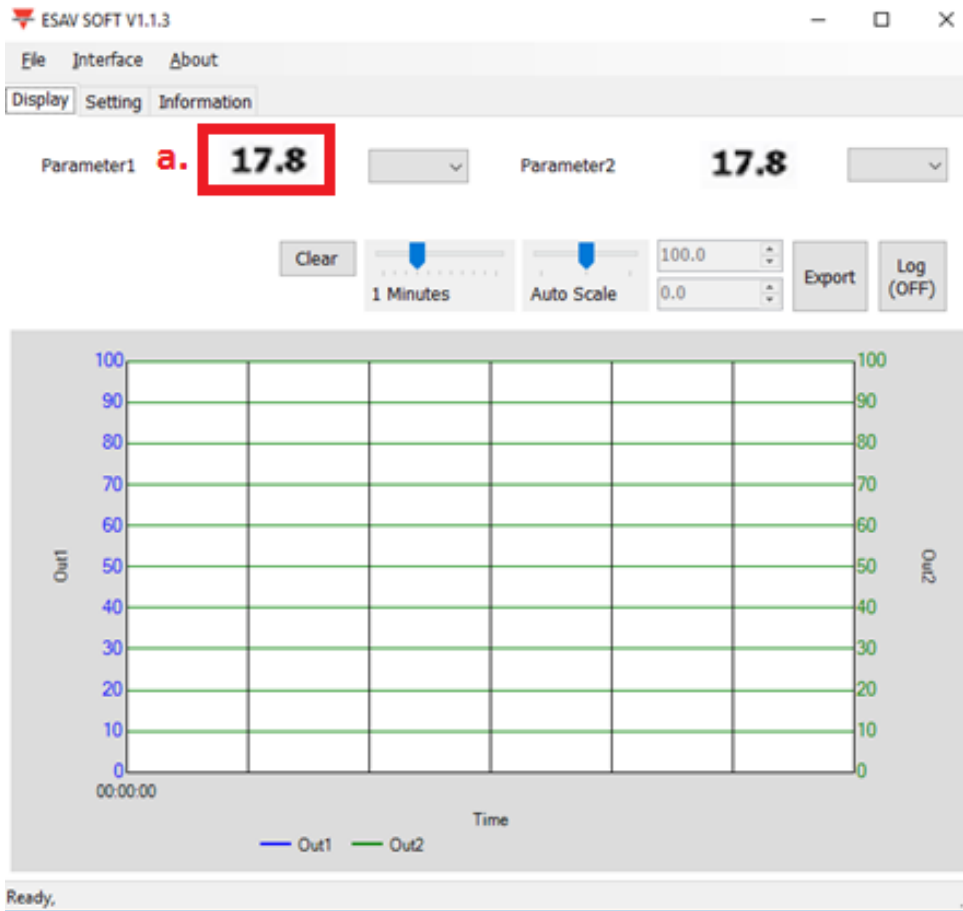 ESAV SOFT V1.1.3
File Interface About
Display Setting Information
Parameter1 a. 17.8 Parameter2 17.8
Clear 1 Minutes Auto Scale 100.0 0.0 Export Log (OFF)
100 100
90 90
80 80
70 70
60 60
50 50
40 40
30 30
20 20
10 10
0 0
Out1
Out2
00:00:00
Time
Out1 Out2
Ready,